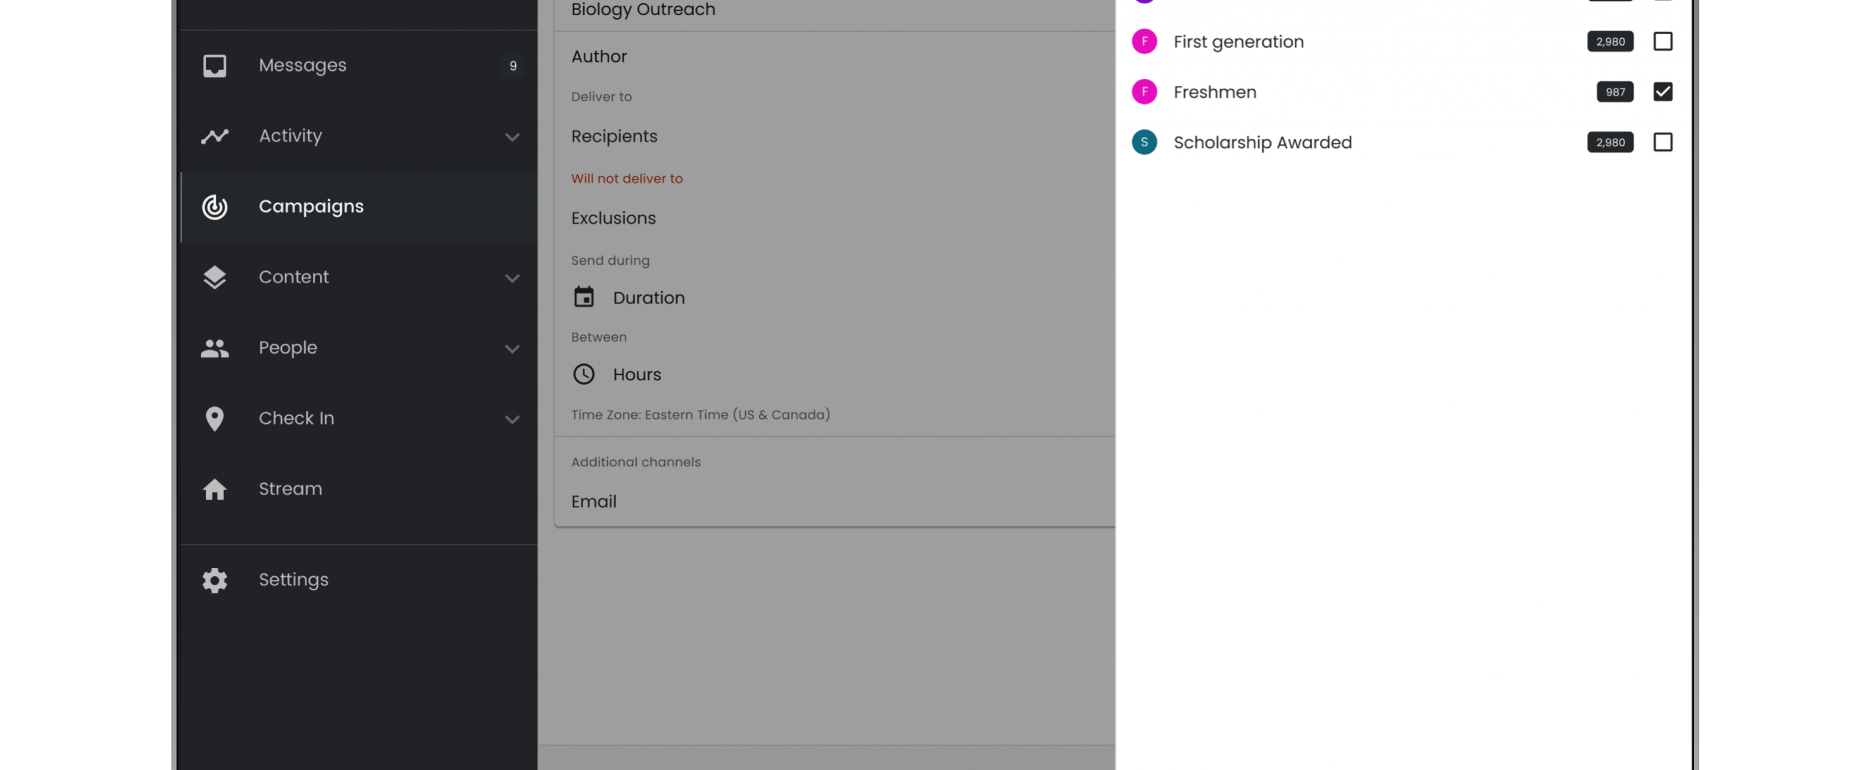 Messages
9
Activity
Campaigns
Content
People
Check In
Stream
Settings
Biology Outreach
Author
Deliver to
Recipients
Will not deliver to
Exclusions
Send during
Duration
Between
Hours
Time Zone: Eastern Time (US & Canada)
Additional channels
Email
F First generation 2,980
F Freshmen 987
S Scholarship Awarded 2,980